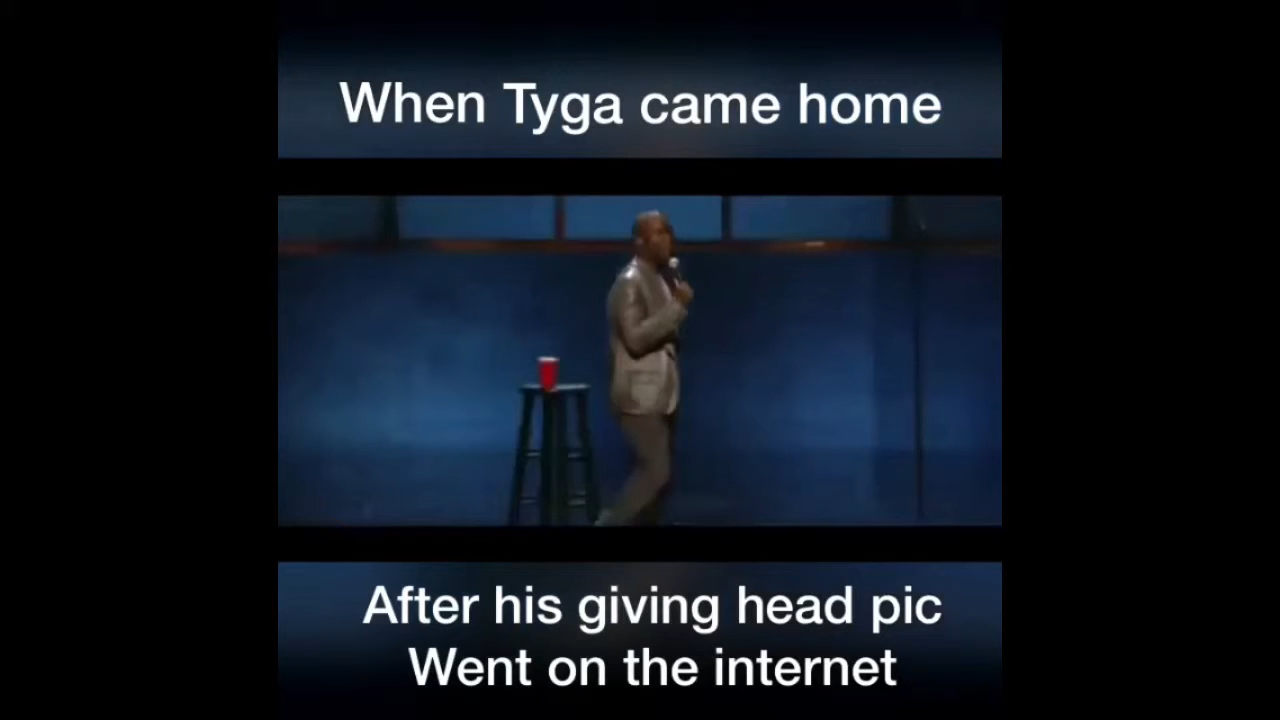 When Tyga came home
After his giving head pic
Went on the internet